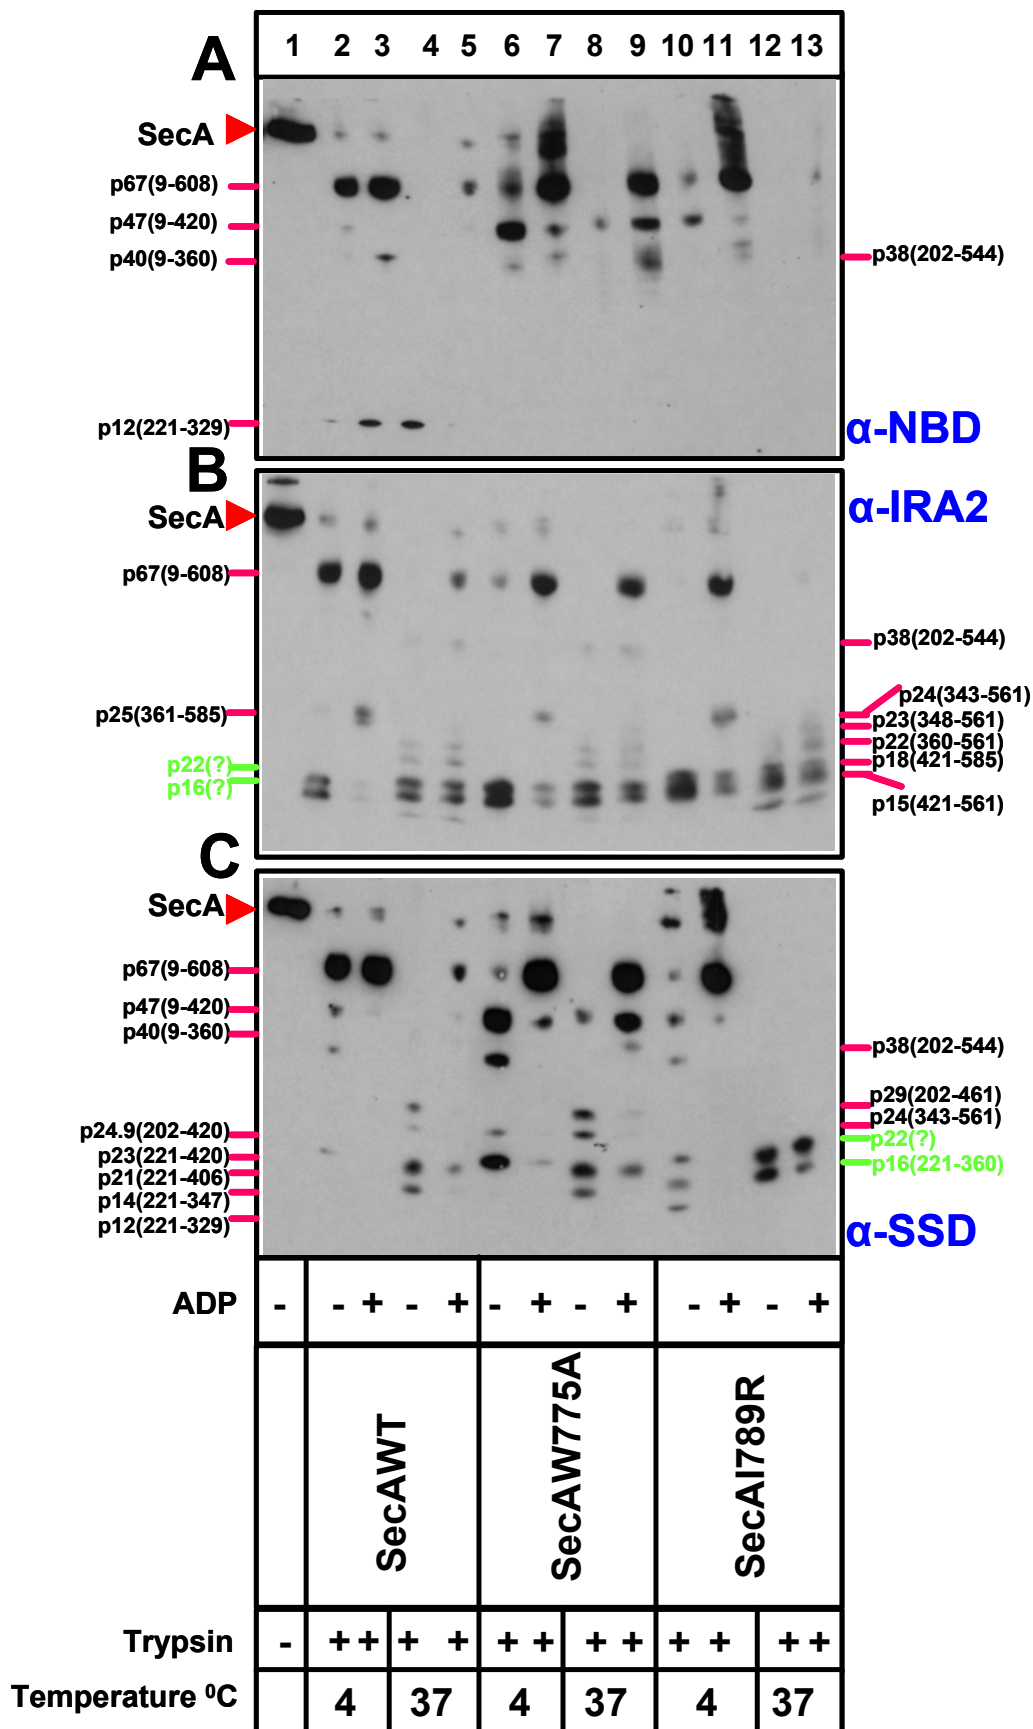 1 2 3 4 5 6 7 8 9 10 11 12 13
A
SecA
p67(9-608)
p47(9-420)
p40(9-360)
p38(202-544)
p12(221-329)
α-NBD
B
SecA
α-IRA2
p67(9-608)
p38(202-544)
p24(343-561)
p25(361-585)
p23(348-561)
p22(360-561)
p22(?)
p18(421-585)
p16(?)
p15(421-561)
C
SecA
p67(9-608)
p47(9-420)
p40(9-360)
p38(202-544)
p29(202-461)
p24(343-561)
p24.9(202-420)
p22(?)
p23(221-420)
p16(221-360)
p21(221-406)
p14(221-347)
p12(221-329)
α-SSD
ADP - - + - + - + - + - + - +
SecAWT
SecAW775A
SecAI789R
Trypsin - + + + + + + + + + + + +
Temperature ⁰C 4 37 4 37 4 37